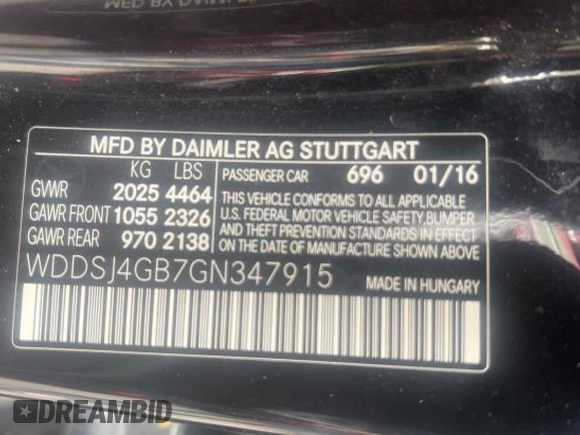 MFD BY DAIMLER AG STUTTGART
KG LBS
GVWR 2025 4464
GAWR FRONT 1055 2326
GAWR REAR 970 2138
PASSENGER CAR 696 01/16
THIS VEHICLE CONFORMS TO ALL APPLICABLE
U.S. FEDERAL MOTOR VEHICLE SAFETY, BUMPER
AND THEFT PREVENTION STANDARDS IN EFFECT
ON THE DATE OF MANUFACTURE SHOWN ABOVE
WDDSJ4GB7GN347915
MADE IN HUNGARY
DREAMBID